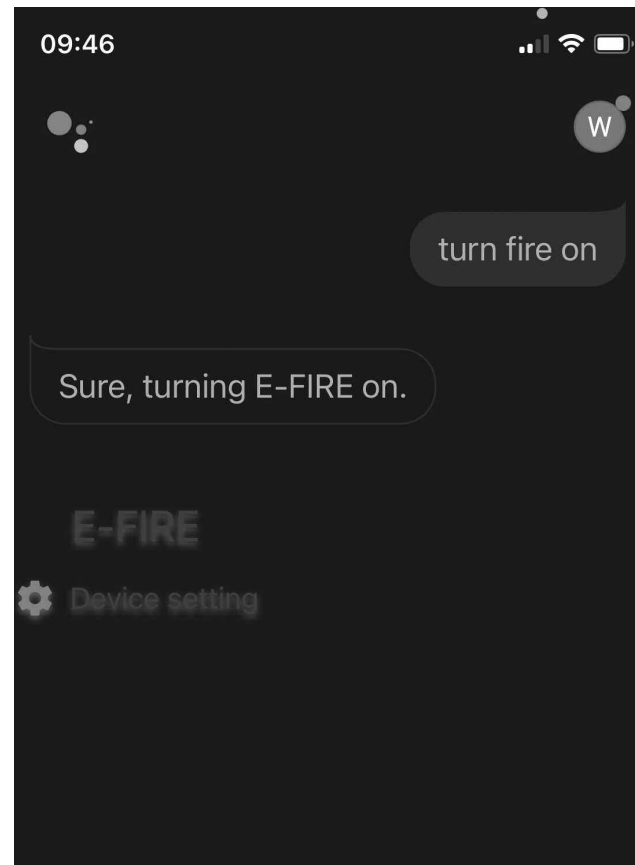 09:46
W
turn fire on
Sure, turning E-FIRE on.
E-FIRE
Device setting